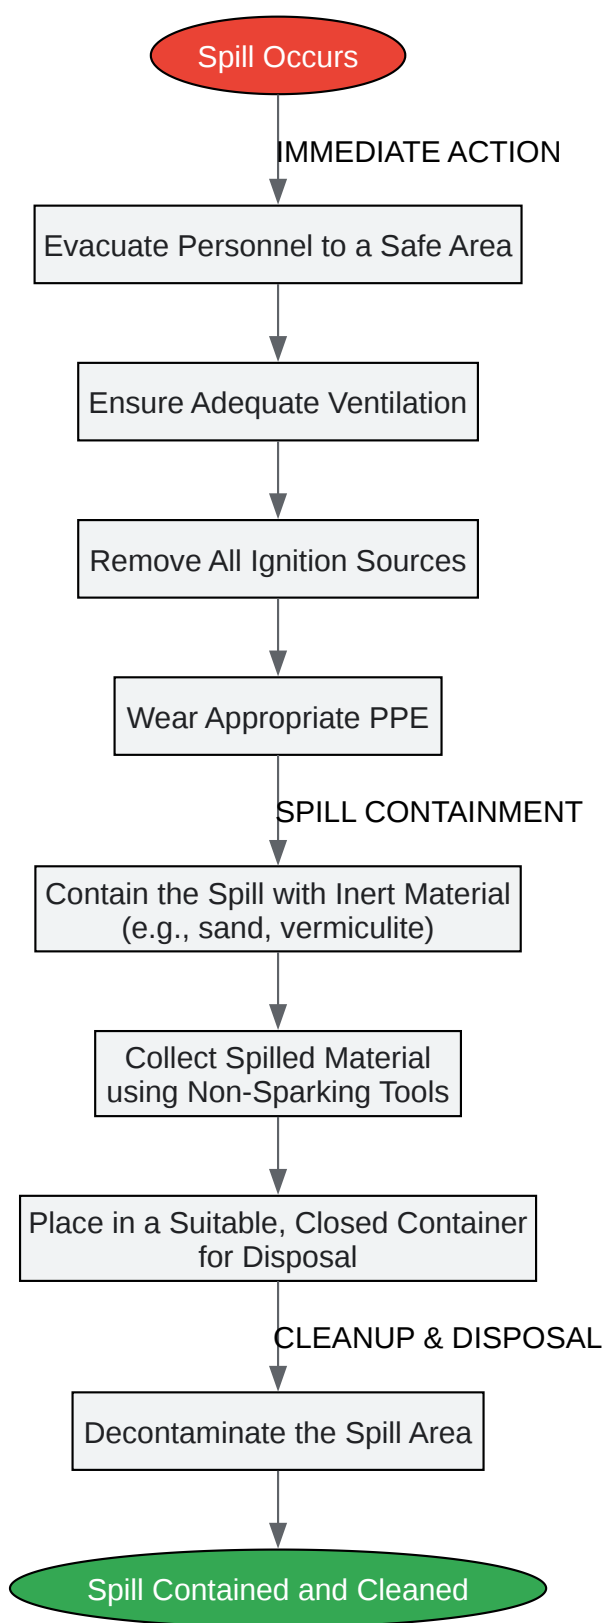 Spill Occurs
IMMEDIATE ACTION
Evacuate Personnel to a Safe Area
Ensure Adequate Ventilation
Remove All Ignition Sources
Wear Appropriate PPE
SPILL CONTAINMENT
Contain the Spill with Inert Material
(e.g., sand, vermiculite)
Collect Spilled Material
using Non-Sparking Tools
Place in a Suitable, Closed Container
for Disposal
CLEANUP & DISPOSAL
Decontaminate the Spill Area
Spill Contained and Cleaned